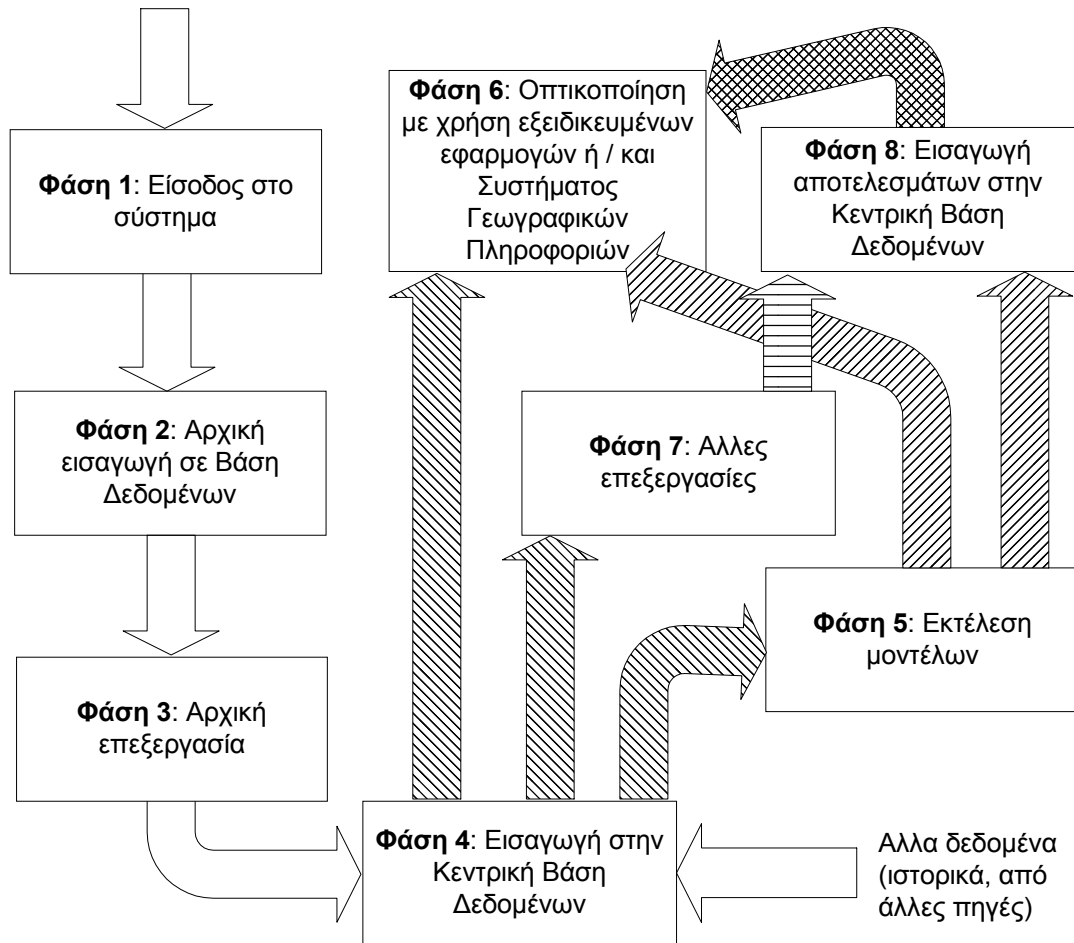 Φάση 1: Είσοδος στο
σύστημα
Φάση 2: Αρχική
εισαγωγή σε Βάση
Δεδομένων
Φάση 3: Αρχική
επεξεργασία
Φάση 4: Εισαγωγή στην
Κεντρική Βάση
Δεδομένων
Αλλα δεδομένα
(ιστορικά, από
άλλες πηγές)
Φάση 5: Εκτέλεση
μοντέλων
Φάση 6: Οπτικοποίηση
με χρήση εξειδικευμένων
εφαρμογών ή / και
Συστήματος
Γεωγραφικών
Πληροφοριών
Φάση 7: Αλλες
επεξεργασίες
Φάση 8: Εισαγωγή
αποτελεσμάτων στην
Κεντρική Βάση
Δεδομένων